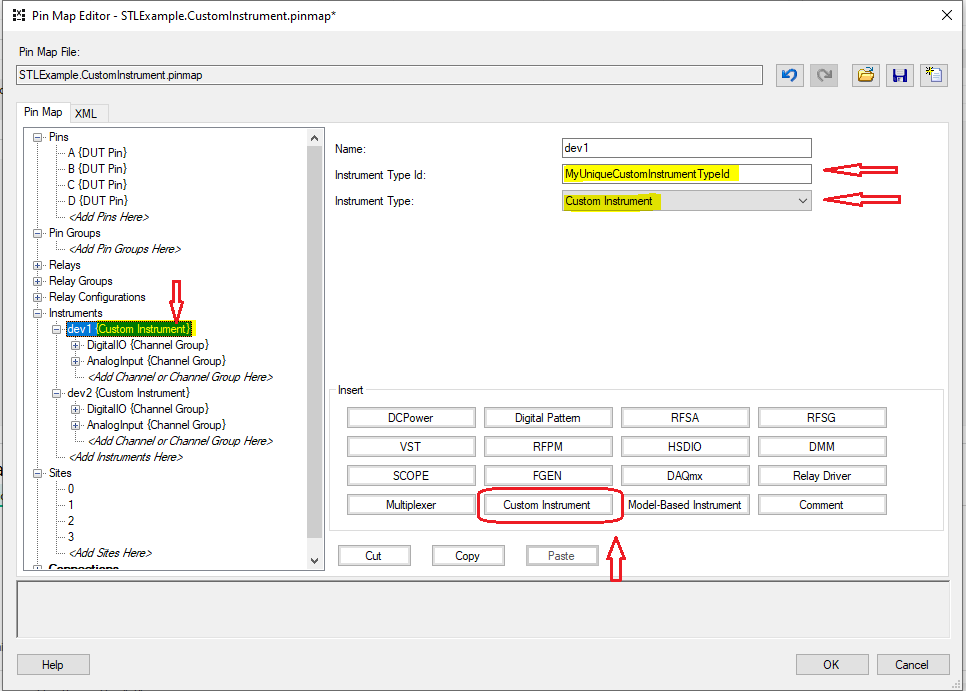 Pin Map Editor - STLExample.CustomInstrument.pinmap*
Pin Map File:
STLExample.CustomInstrument.pinmap
Pin Map XML
Pins
A {DUT Pin}
B {DUT Pin}
C {DUT Pin}
D {DUT Pin}
<Add Pins Here>
Pin Groups
<Add Pin Groups Here>
Relays
Relay Groups
Relay Configurations
Instruments
dev1 {Custom Instrument}
DigitalIO {Channel Group}
AnalogInput {Channel Group}
<Add Channel or Channel Group Here>
dev2 {Custom Instrument}
DigitalIO {Channel Group}
AnalogInput {Channel Group}
<Add Channel or Channel Group Here>
<Add Instruments Here>
Sites
0
1
2
3
<Add Sites Here>
Connections
Name: dev1
Instrument Type Id: MyUniqueCustomInstrumentTypeId
Instrument Type: Custom Instrument
Insert
DCPower Digital Pattern RFSA RFSG
VST RFPM HSDIO DMM
SCOPE FGEN DAQmx Relay Driver
Multiplexer Custom Instrument Model-Based Instrument Comment
Cut Copy Paste
Help OK Cancel